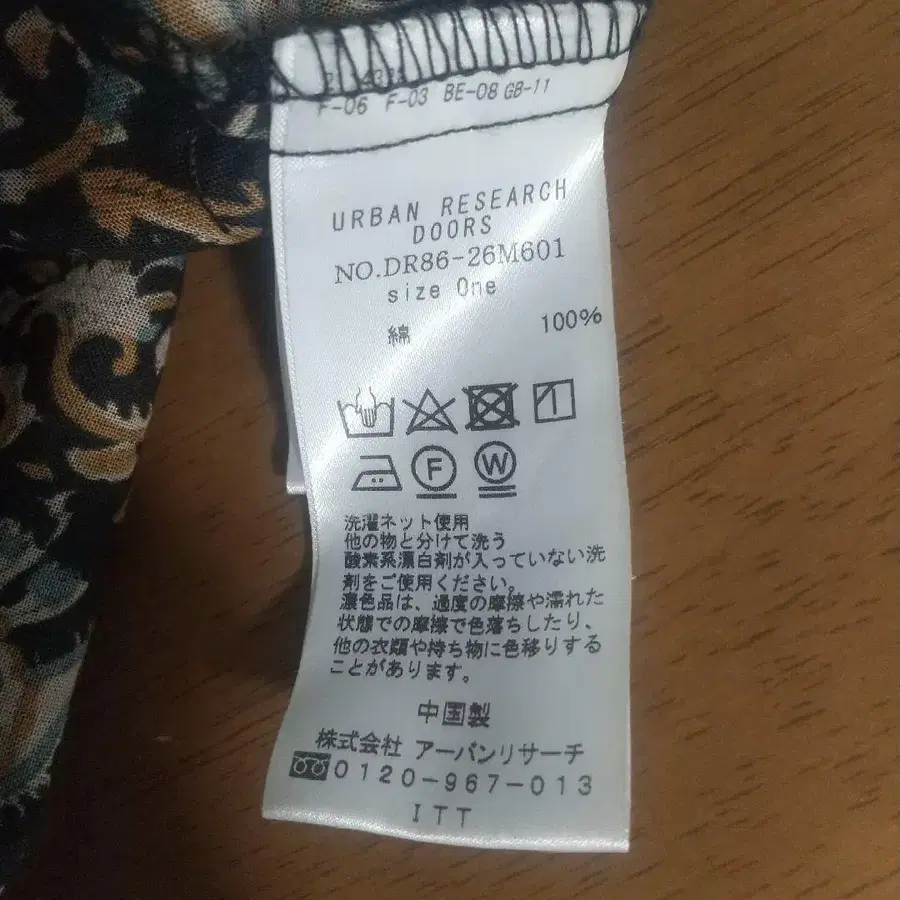 F-06 F-03 BE-08 GB-11
URBAN RESEARCH
DOORS
NO.DR86-26M601
size One
綿 100%
F W
洗濯ネット使用
他の物と分けて洗う
酸素系漂白剤が入っていない洗
剤をご使用ください。
濃色品は、過度の摩擦や濡れた
状態での摩擦で色落ちしたり、
他の衣類や持ち物に色移りする
ことがあります。
中国製
株式会社 アーバンリサーチ
0120-967-013
ITT